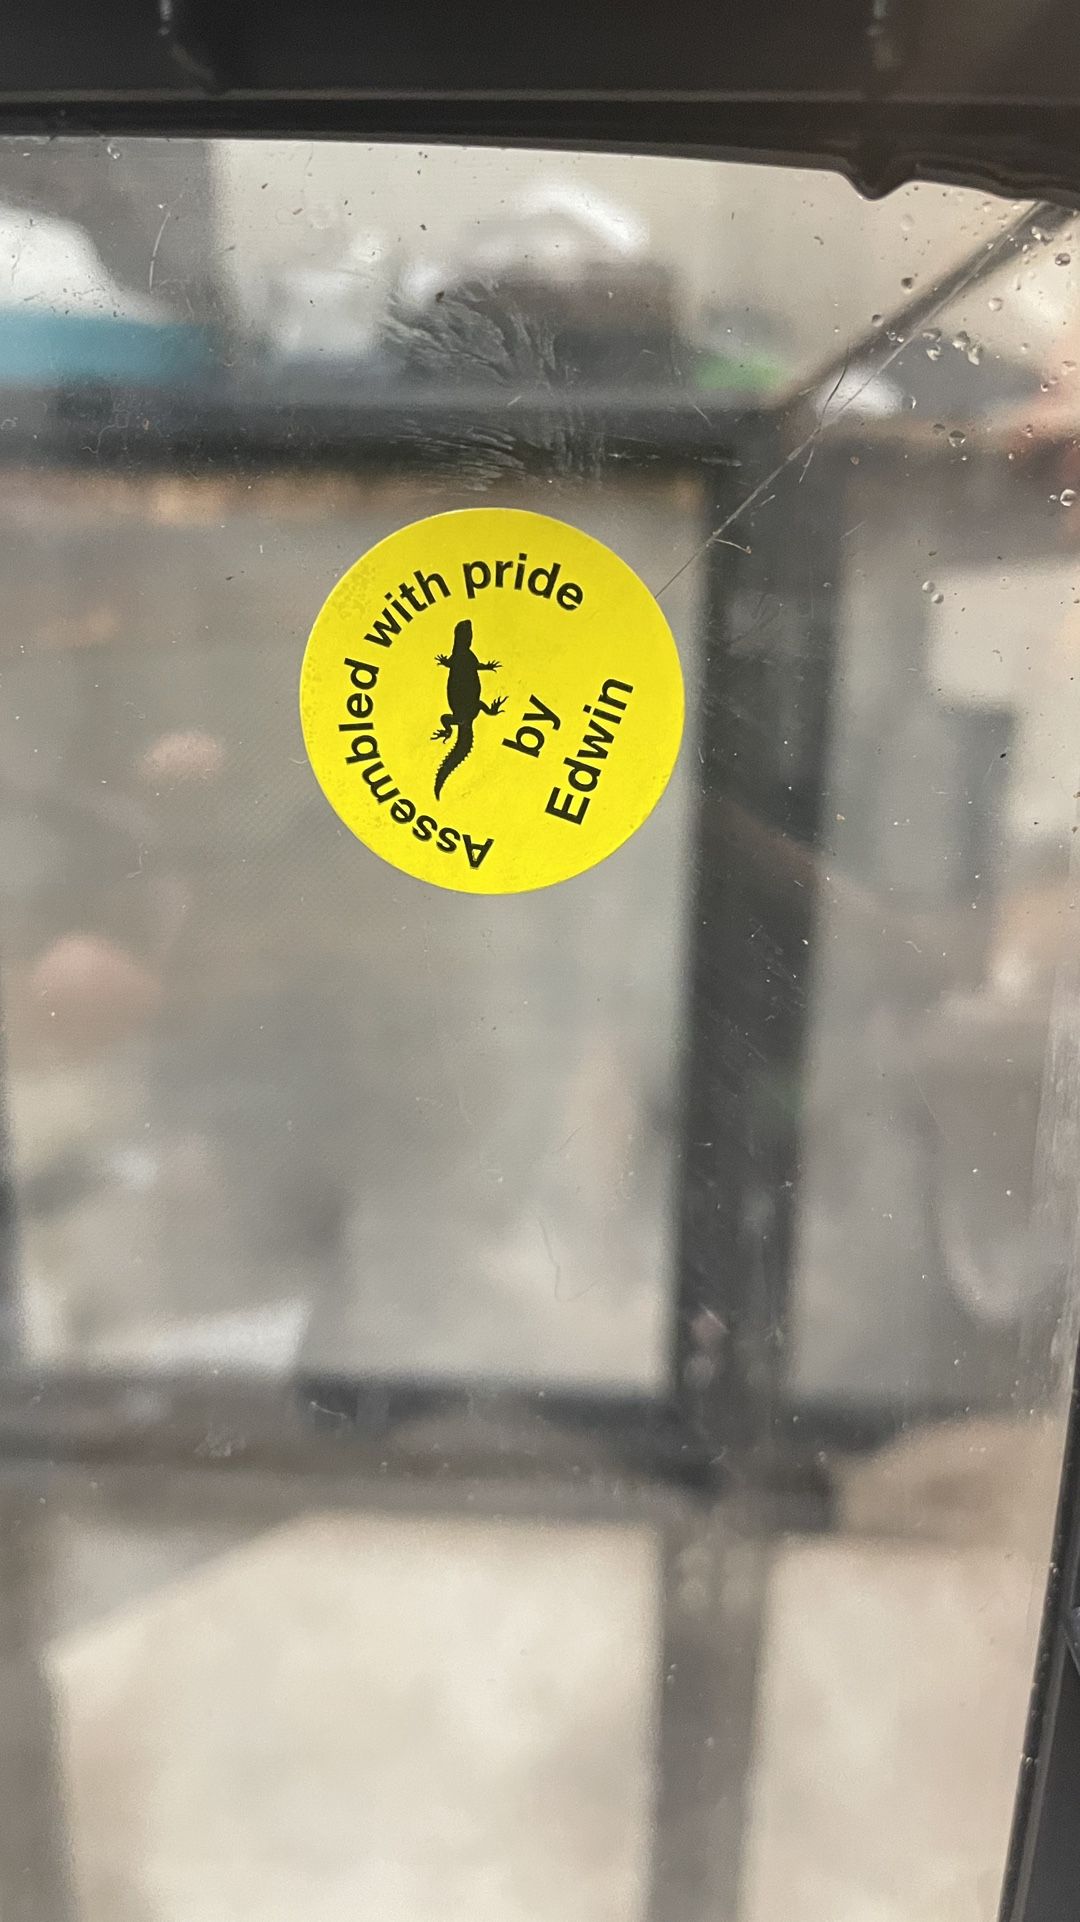 Assembled with pride
by
Edwin